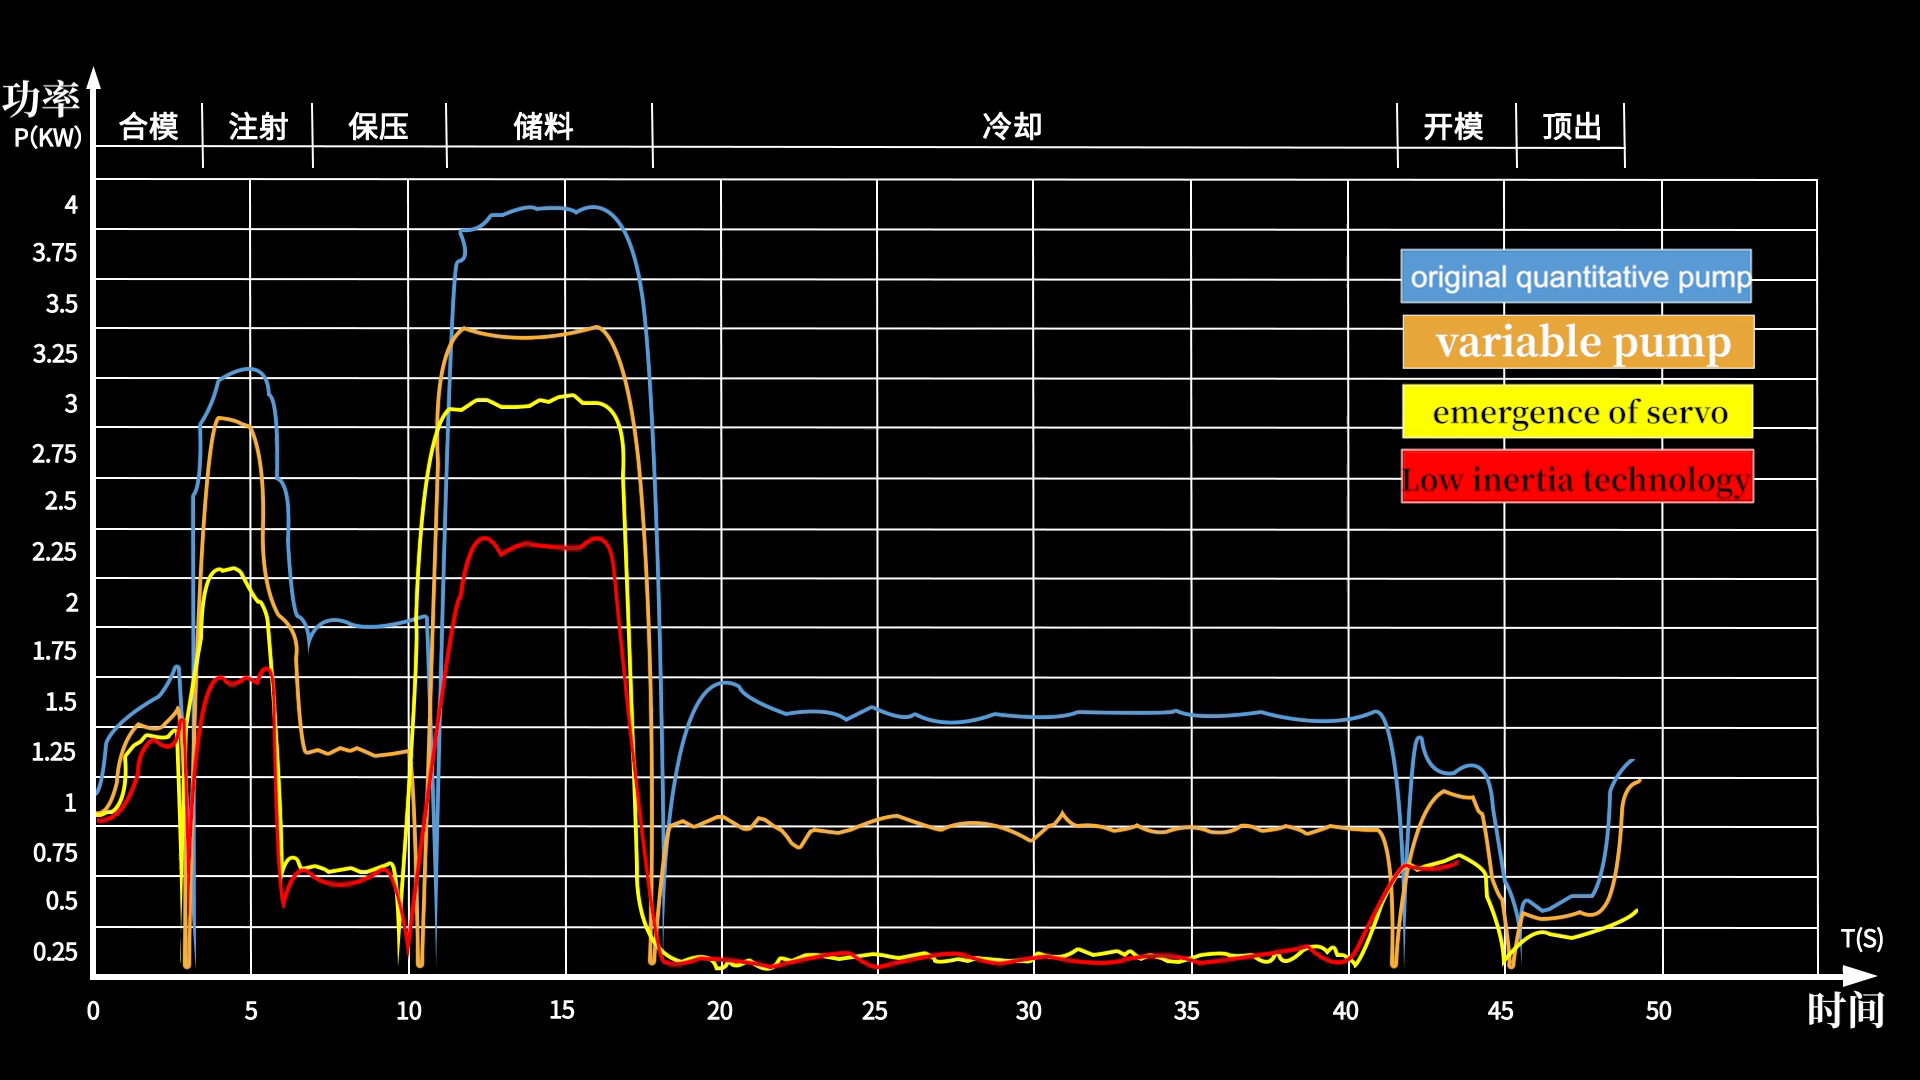 功率
P(KW)
合模 注射 保压 储料 冷却 开模 顶出
4
3.75
3.5
3.25
3
2.75
2.5
2.25
2
1.75
1.5
1.25
1
0.75
0.5
0.25
original quantitative pump
variable pump
emergence of servo
Low inertia technology
T(S)
0 5 10 15 20 25 30 35 40 45 50
时间